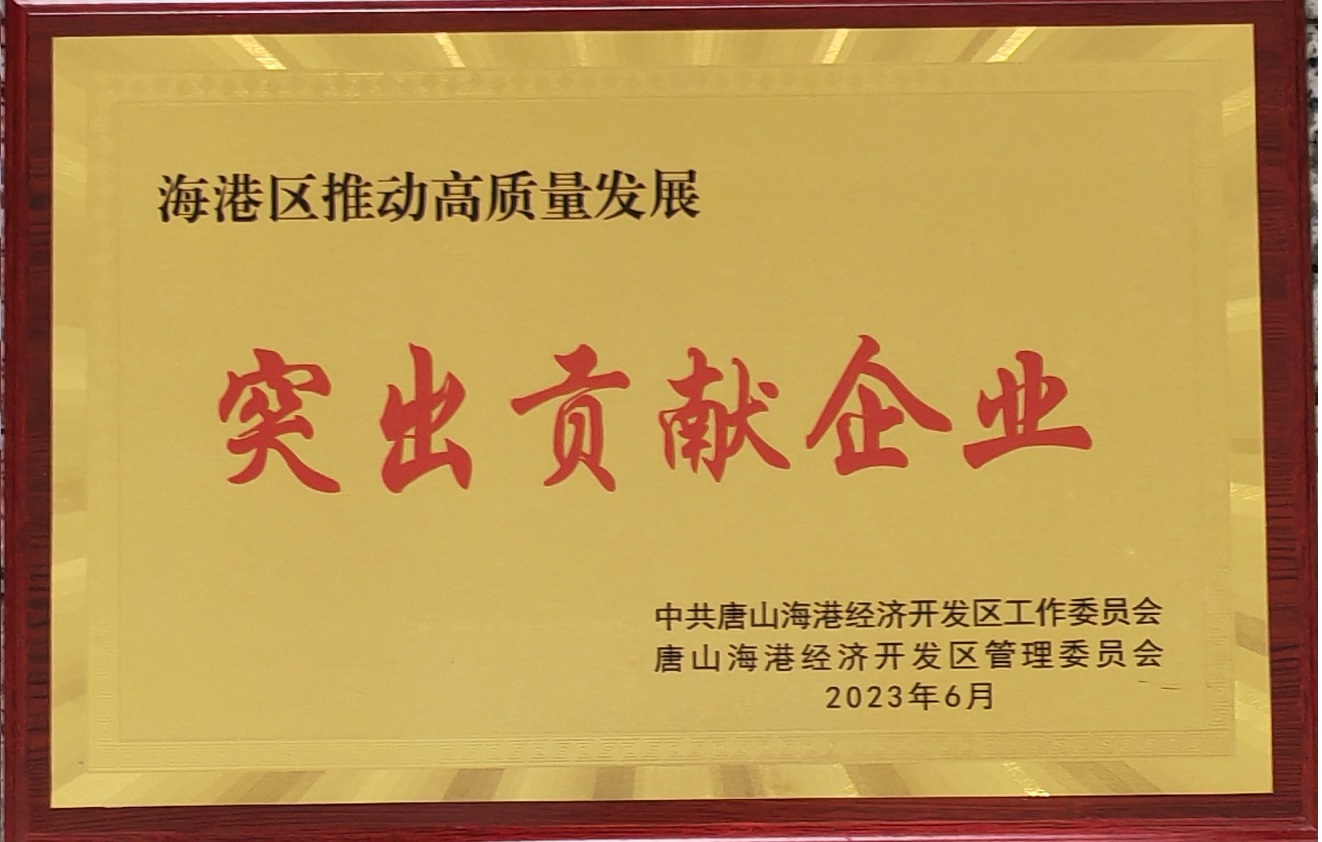 海港区推动高质量发展
突出贡献企业
中共唐山海港经济开发区工作委员会
唐山海港经济开发区管理委员会
2023年6月